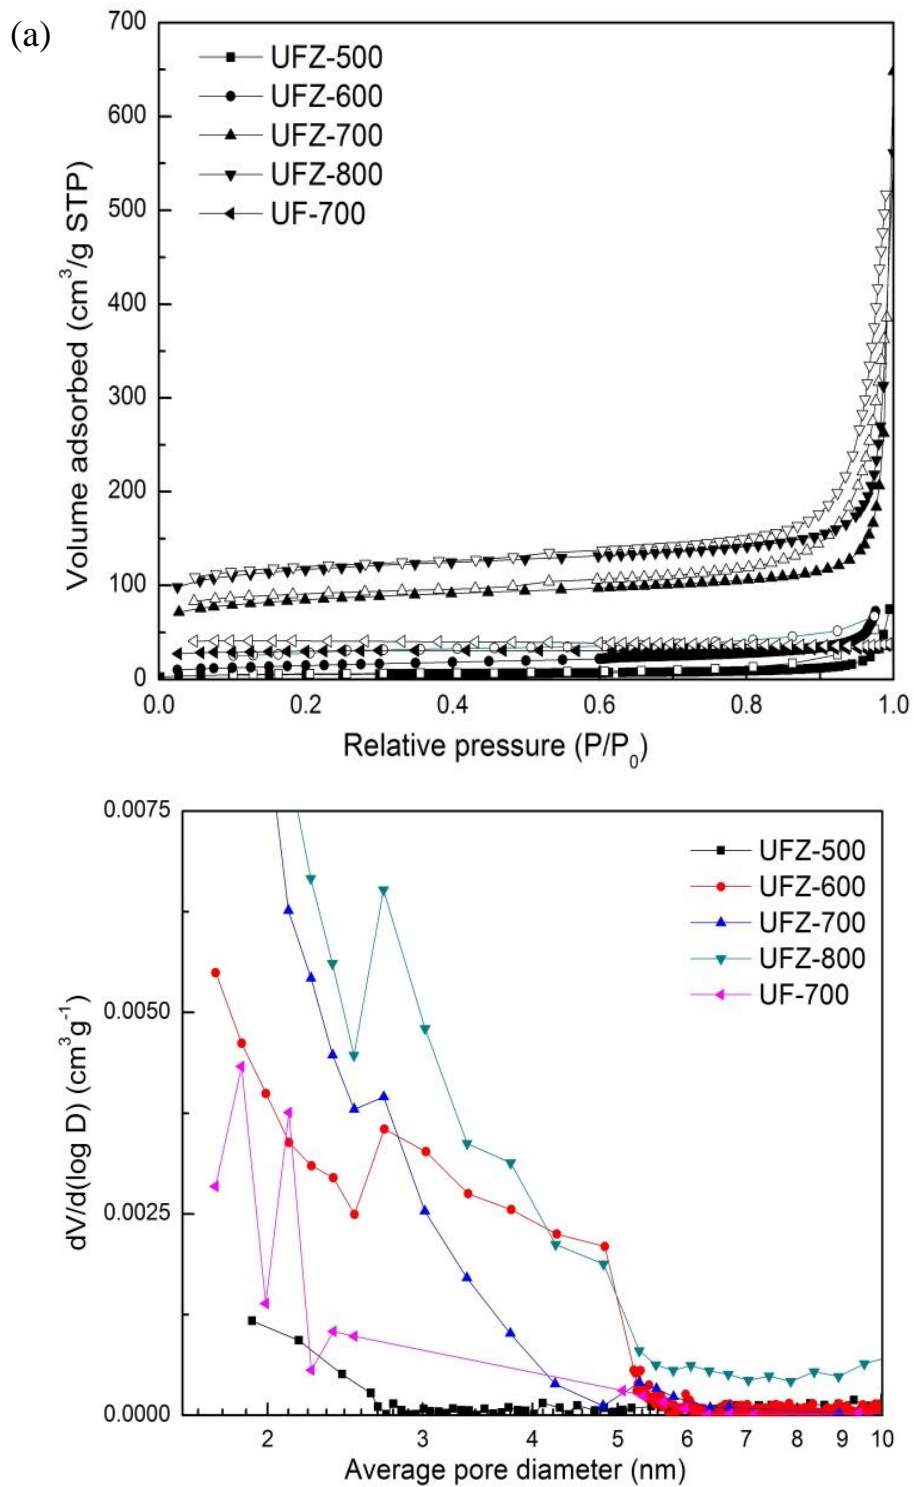 (a)
700
600
500
400
300
200
100
0
Volume adsorbed (cm³/g STP)
UFZ-500
UFZ-600
UFZ-700
UFZ-800
UF-700
0.0 0.2 0.4 0.6 0.8 1.0
Relative pressure (P/P₀)
0.0075
0.0050
0.0025
0.0000
dV/d(log D) (cm³g⁻¹)
UFZ-500
UFZ-600
UFZ-700
UFZ-800
UF-700
2 3 4 5 6 7 8 9 10
Average pore diameter (nm)